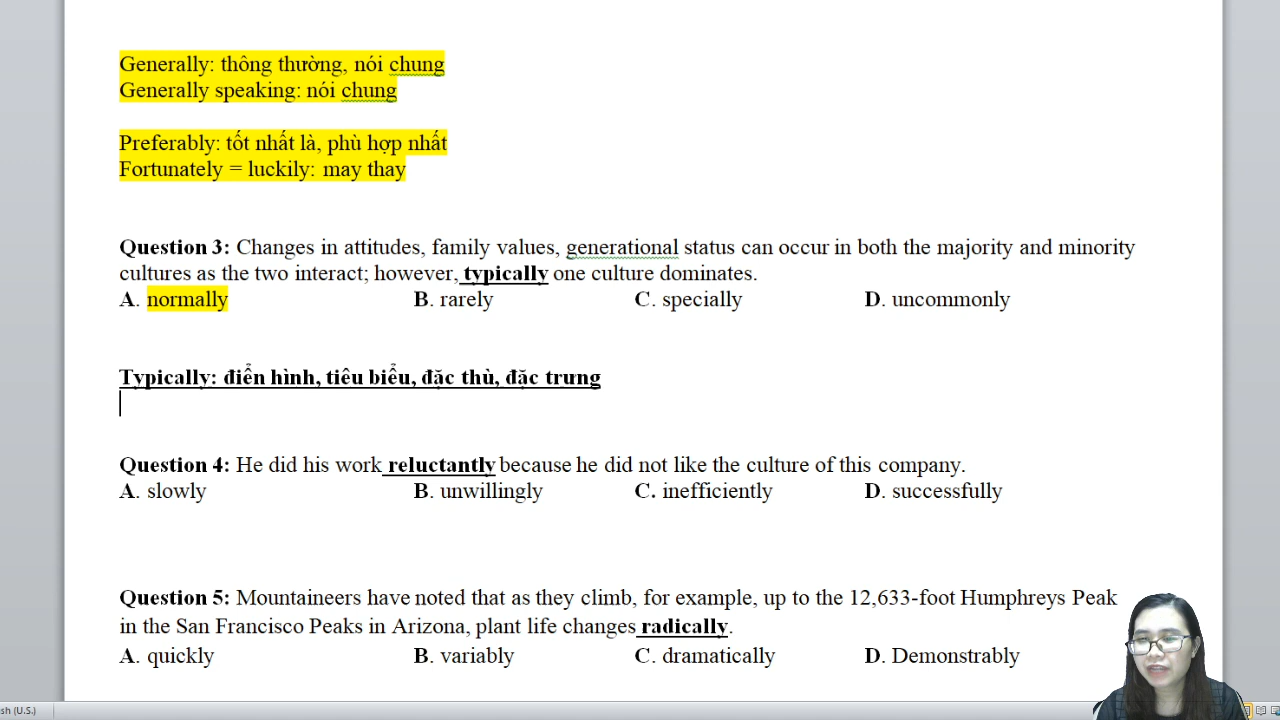 Generally: thông thường, nói chung
Generally speaking: nói chung
Preferably: tốt nhất là, phù hợp nhất
Fortunately = luckily: may thay
Question 3: Changes in attitudes, family values, generational status can occur in both the majority and minority
cultures as the two interact; however, typically one culture dominates.
A. normally B. rarely C. specially D. uncommonly
Typically: điển hình, tiêu biểu, đặc thù, đặc trưng
Question 4: He did his work reluctantly because he did not like the culture of this company.
A. slowly B. unwillingly C. inefficiently D. successfully
Question 5: Mountaineers have noted that as they climb, for example, up to the 12,633-foot Humphreys Peak
in the San Francisco Peaks in Arizona, plant life changes radically.
A. quickly B. variably C. dramatically D. Demonstrably
sh (U.S.)